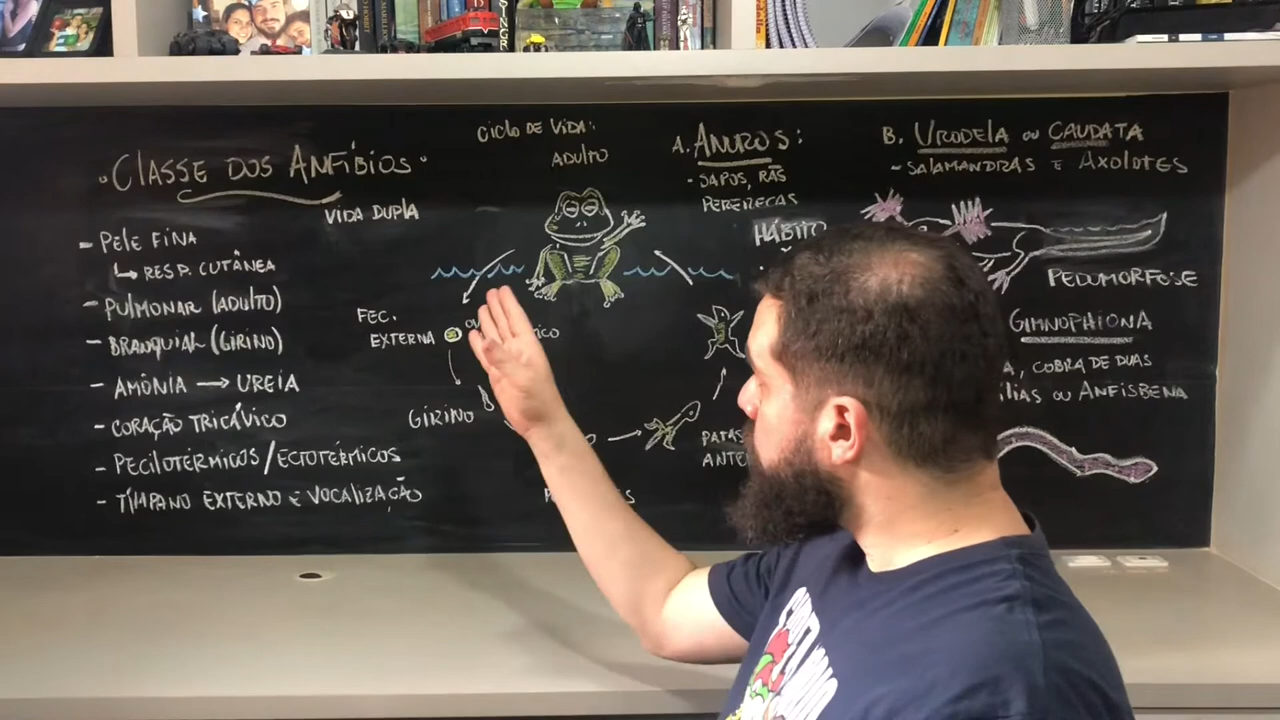 . CLASSE DOS ANFÍBIOS .
VIDA DUPLA
- PELE FINA
↳ RESP. CUTÂNEA
- PULMONAR (ADULTO)
- BRANQUIAL (GIRINO)
- AMÔNIA → UREIA
- CORAÇÃO TRICAVICO
- PECILOTÉRMICOS / ECTOTÉRMICOS
- TÍMPANO EXTERNO E VOCALIZAÇÃO
CICLO DE VIDA:
ADULTO
FEC.
EXTERNA
GIRINO
PATAS
ANTE
A. ANUROS:
- SAPOS, RÃS
PERERECAS
HÁBITO
B. URODELA OU CAUDATA
- SALAMANDRAS E AXOLOTES
PEDOMORFOSE
GIMNOPHIONA
, COBRA DE DUAS
OU ANFISBENA